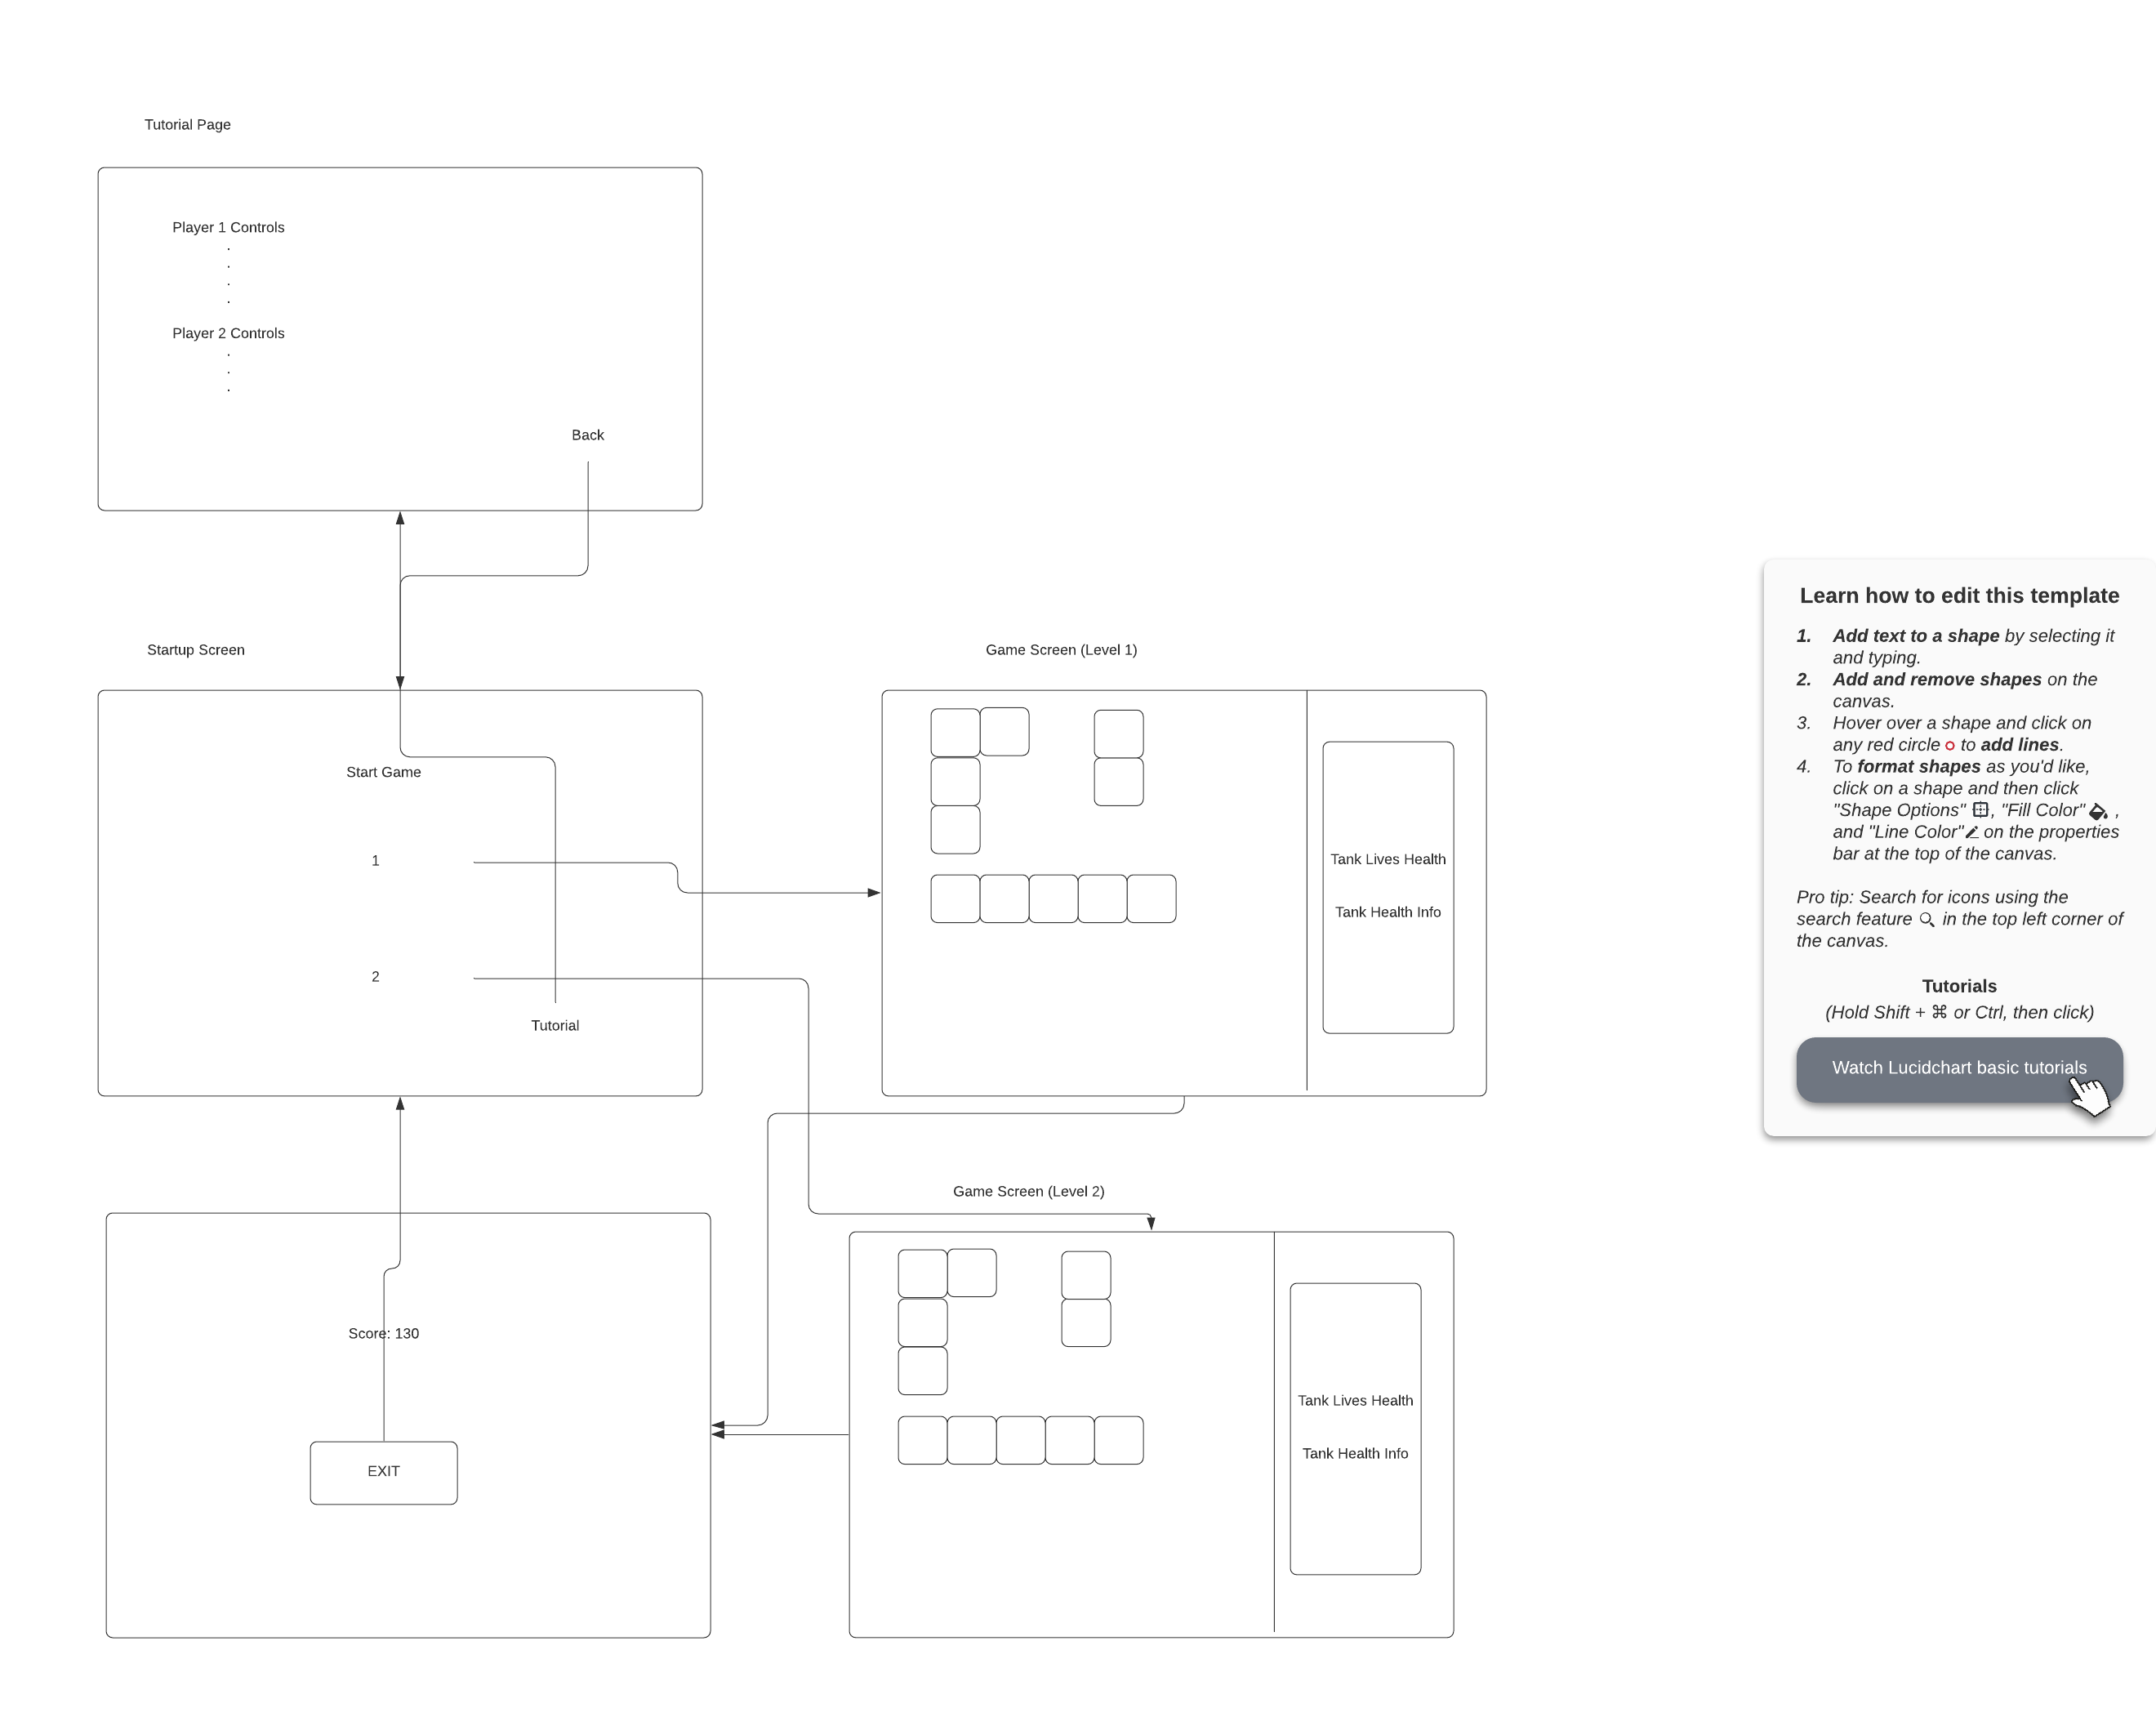 Tutorial Page
Player 1 Controls
.
.
.
.
Player 2 Controls
.
.
.
Back
Startup Screen
Start Game
1
2
Tutorial
Game Screen (Level 1)
Tank Lives Health
Tank Health Info
Game Screen (Level 2)
Tank Lives Health
Tank Health Info
Score: 130
EXIT
Learn how to edit this template
1. Add text to a shape by selecting it
and typing.
2. Add and remove shapes on the
canvas.
3. Hover over a shape and click on
any red circle to add lines.
4. To format shapes as you'd like,
click on a shape and then click
"Shape Options" , "Fill Color" ,
and "Line Color" on the properties
bar at the top of the canvas.
Pro tip: Search for icons using the
search feature in the top left corner of
the canvas.
Tutorials
(Hold Shift + ⌘ or Ctrl, then click)
Watch Lucidchart basic tutorials